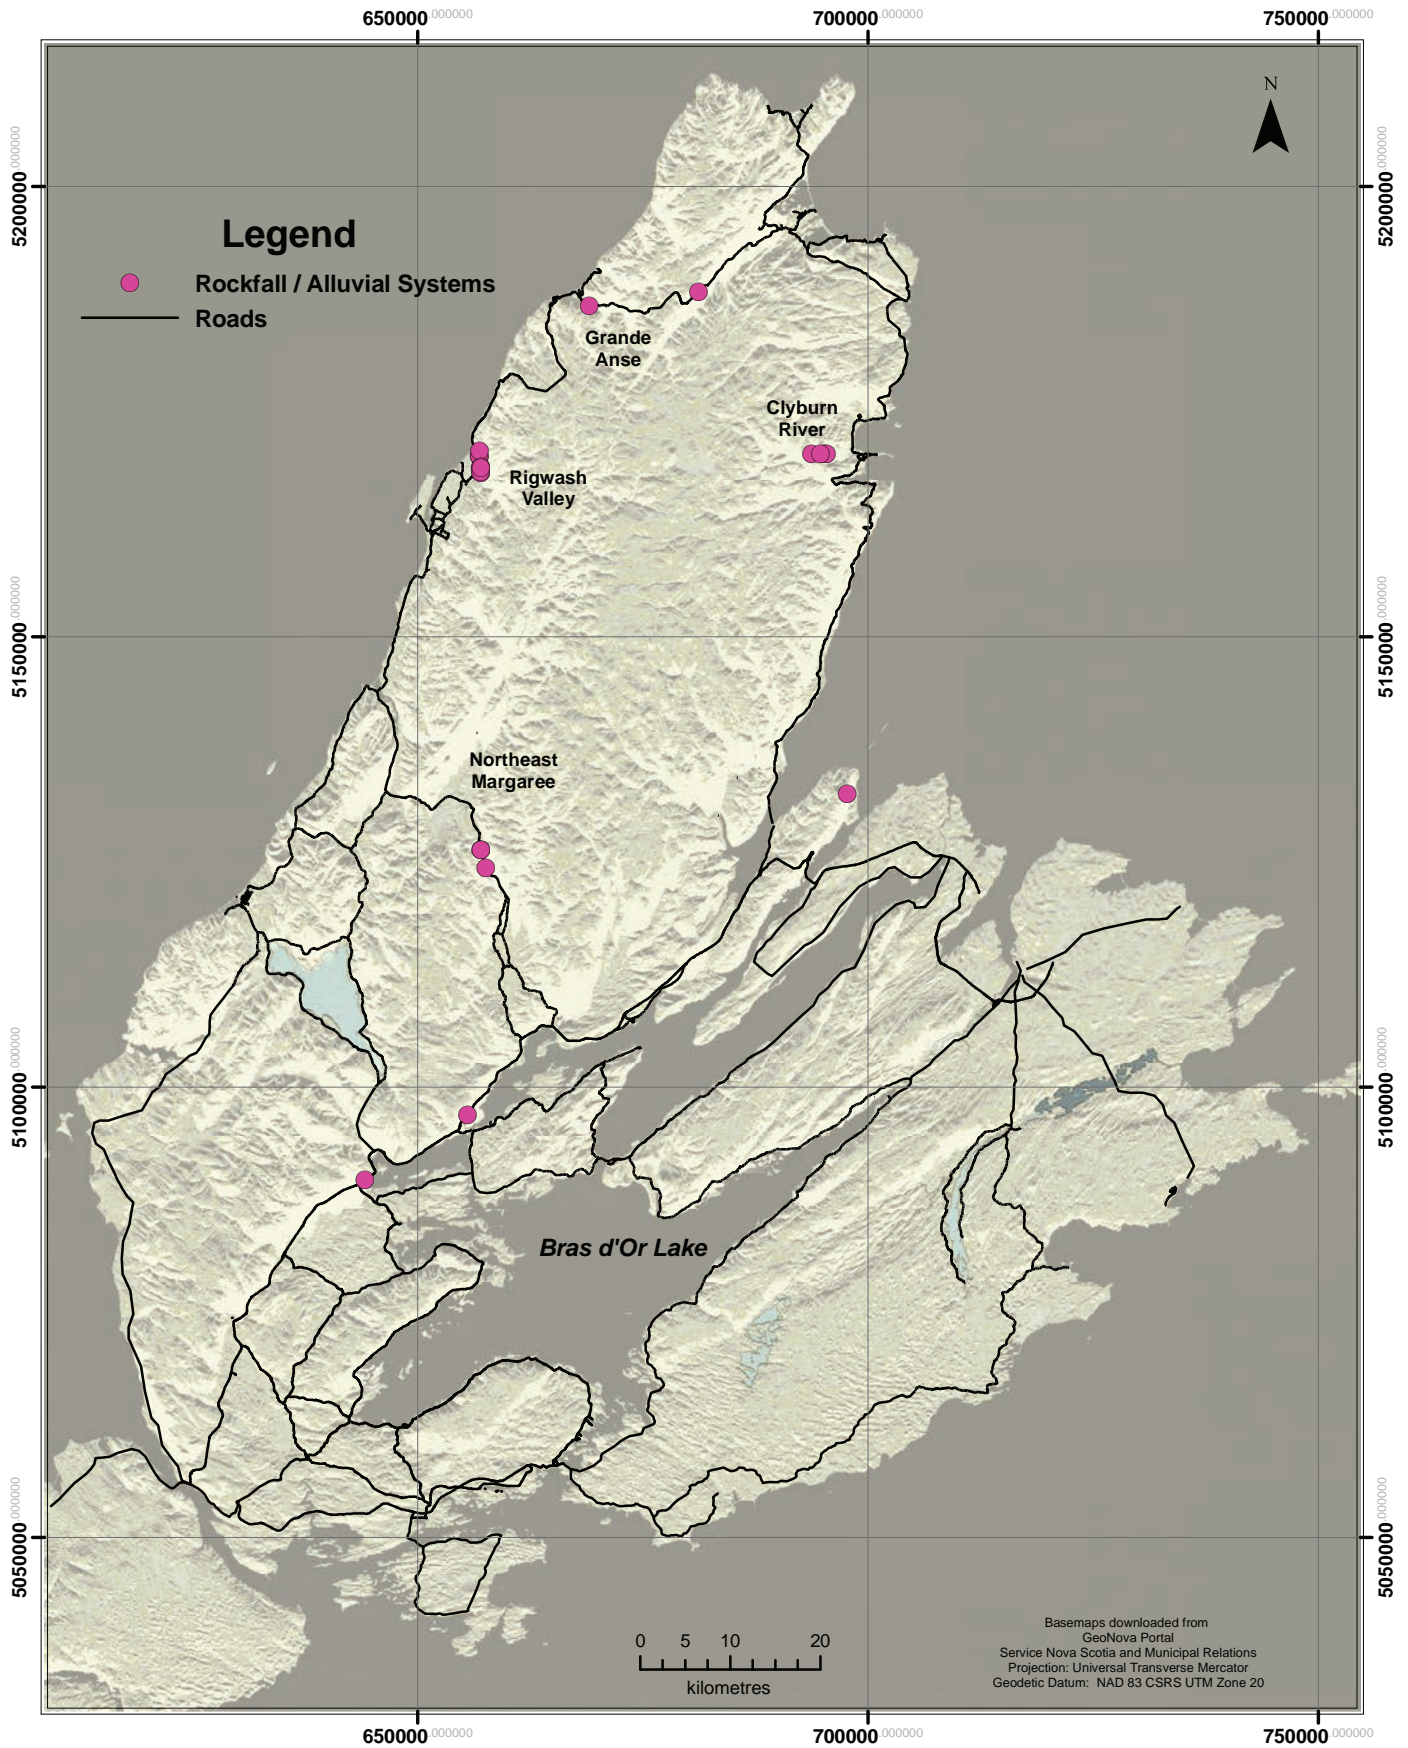 650000.000000 700000.000000 750000.000000
N
5200000.000000 5200000.000000
Legend
Rockfall / Alluvial Systems
Roads
Grande
Anse
Clyburn
River
Rigwash
Valley
5150000.000000 5150000.000000
Northeast
Margaree
5100000.000000 5100000.000000
Bras d'Or Lake
5050000.000000 5050000.000000
0 5 10 20
kilometres
Basemaps downloaded from
GeoNova Portal
Service Nova Scotia and Municipal Relations
Projection: Universal Transverse Mercator
Geodetic Datum: NAD 83 CSRS UTM Zone 20
650000.000000 700000.000000 750000.000000